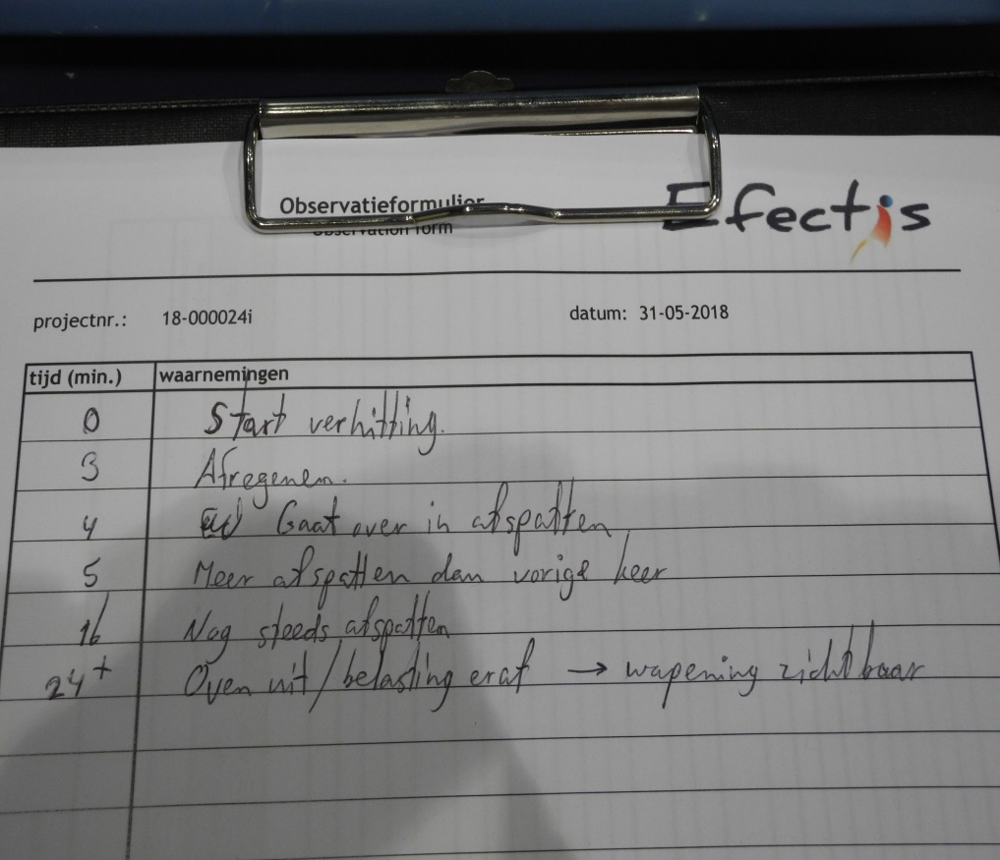 Observatieformulier
Observation form
Efectis
projectnr.: 18-000024i datum: 31-05-2018
tijd (min.) waarnemingen
0 Start verhitting.
3 Afregenen.
4 Gaat over in afspatten
5 Meer afspatten dan vorige keer
16 Nog steeds afspatten
24+ Oven uit/belasting eraf → wapening zichtbaar